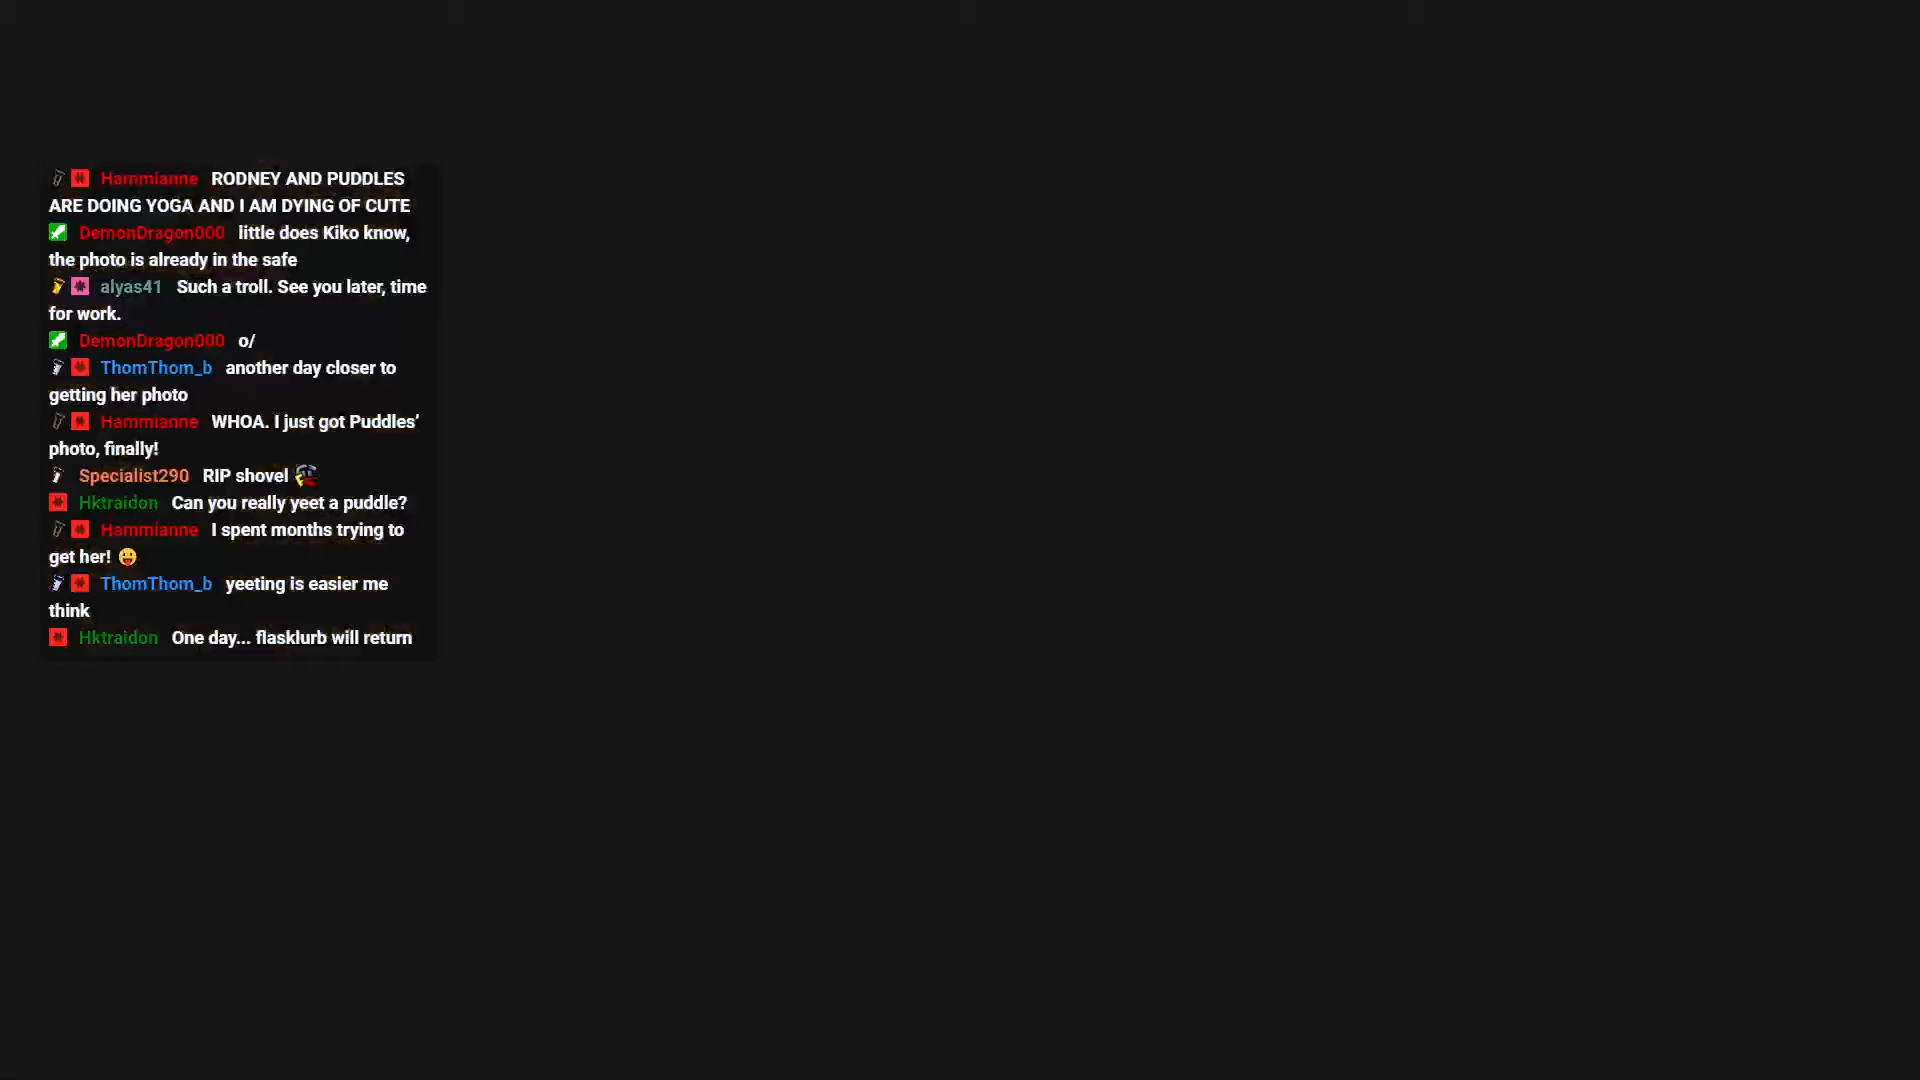 Hammianne RODNEY AND PUDDLES
ARE DOING YOGA AND I AM DYING OF CUTE
DemonDragon000 little does Kiko know,
the photo is already in the safe
alyas41 Such a troll. See you later, time
for work.
DemonDragon000 o/
ThomThom_b another day closer to
getting her photo
Hammianne WHOA. I just got Puddles’
photo, finally!
Specialist290 RIP shovel
Hktraidon Can you really yeet a puddle?
Hammianne I spent months trying to
get her! 😛
ThomThom_b yeeting is easier me
think
Hktraidon One day... flasklurb will return